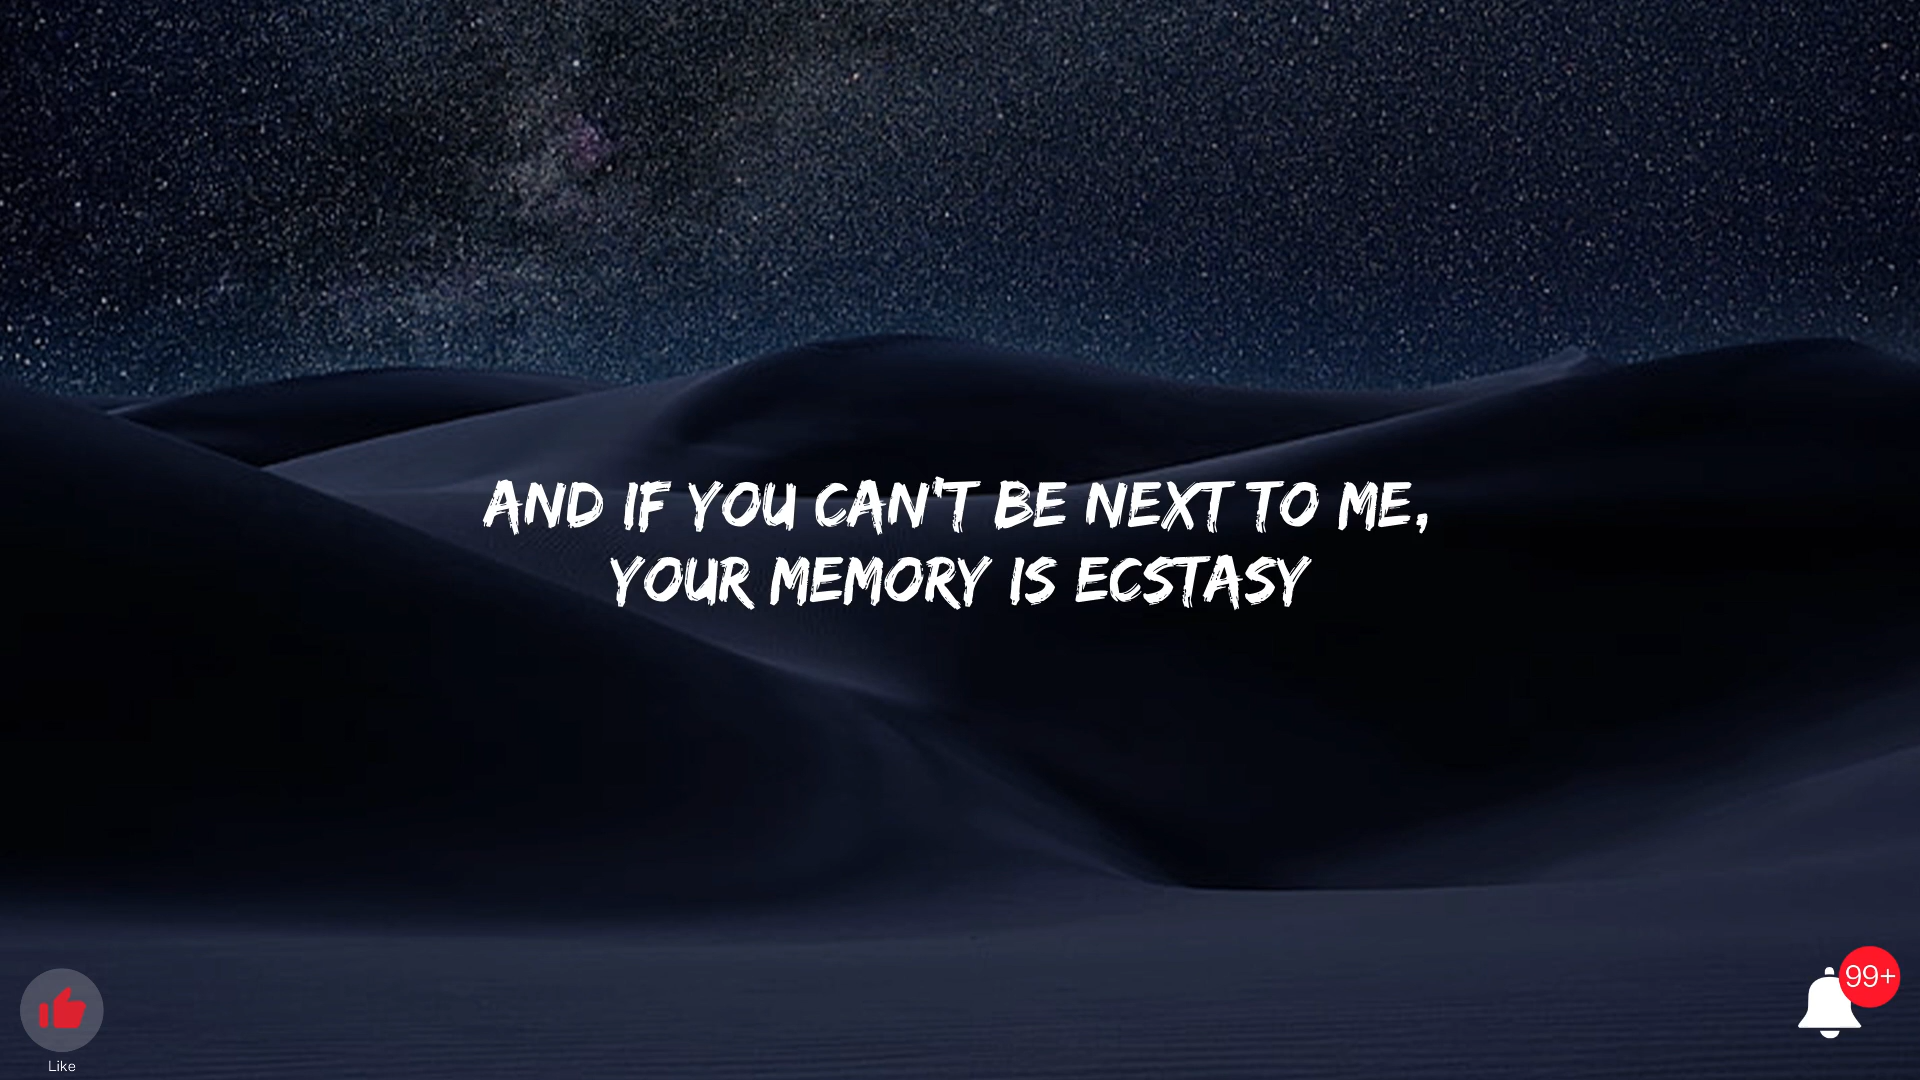 AND IF YOU CAN'T BE NEXT TO ME,
YOUR MEMORY IS ECSTASY
99+
Like